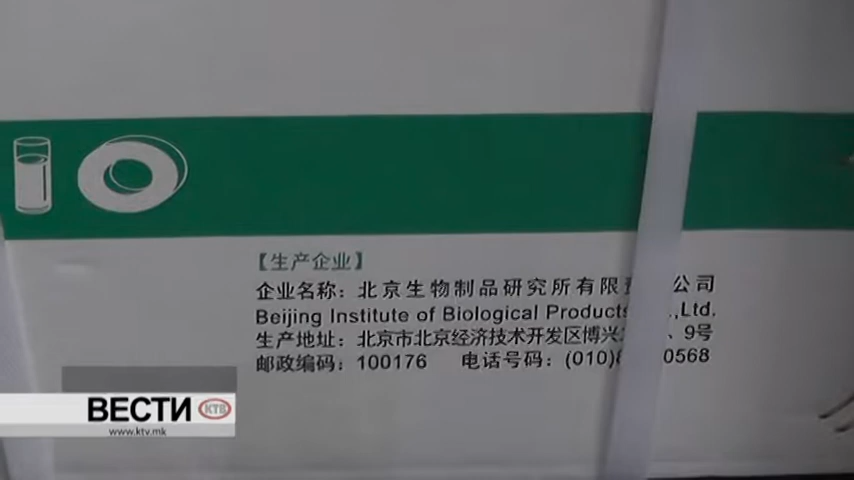 【生产企业】
企业名称：北京生物制品研究所有限 公司
Beijing Institute of Biological Products ,Ltd.
生产地址：北京市北京经济技术开发区博兴 、9号
邮政编码：100176 电话号码：(010) 0568
ВЕСТИ КТВ
www.ktv.mk